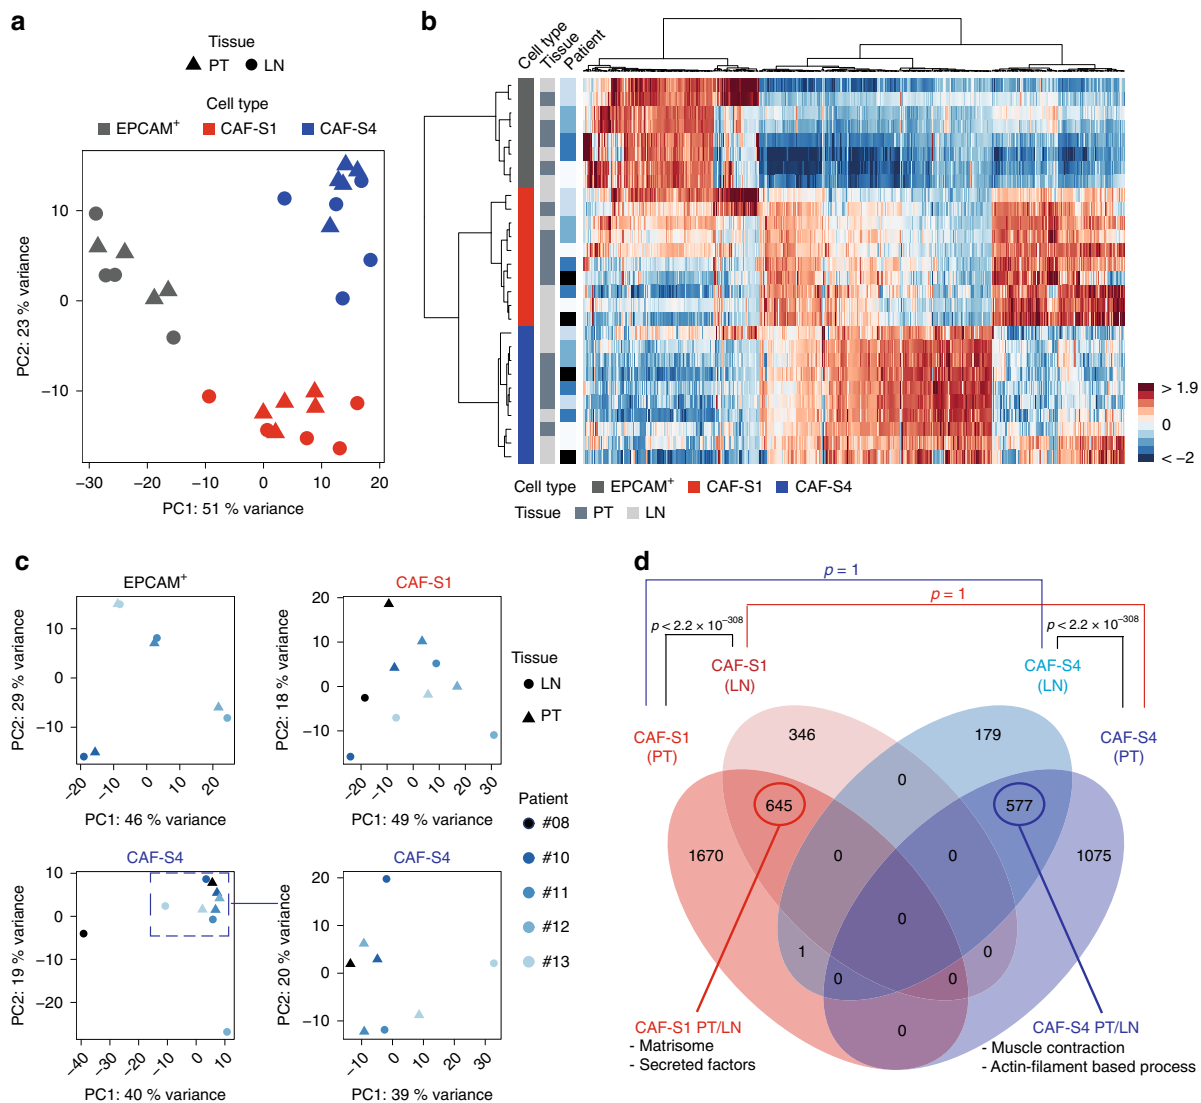 a
Tissue
PT LN
Cell type
EPCAM+ CAF-S1 CAF-S4
10
0
−10
PC2: 23 % variance
−30 −20 −10 0 10 20
PC1: 51 % variance
b
Cell type
Tissue
Patient
> 1.9
0
< −2
Cell type EPCAM+ CAF-S1 CAF-S4
Tissue PT LN
c
EPCAM+
10
0
−10
PC2: 29 % variance
−20 −10 0 10 20
PC1: 46 % variance
CAF-S1
20
10
0
−10
PC2: 18 % variance
−20 −10 0 10 20 30
PC1: 49 % variance
Tissue
LN
PT
Patient
#08
#10
#11
#12
#13
CAF-S4
10
0
−10
−20
PC2: 19 % variance
−40 −30 −20 −10 0 10
PC1: 40 % variance
CAF-S4
20
10
0
−10
PC2: 20 % variance
−10 0 10 20 30
PC1: 39 % variance
d
p = 1
p = 1
p < 2.2 × 10−308
p < 2.2 × 10−308
CAF-S1
(LN)
CAF-S4
(LN)
CAF-S1
(PT)
CAF-S4
(PT)
346
179
0
645
577
1670
0
0
1075
0
1
0
0
0
0
CAF-S1 PT/LN
- Matrisome
- Secreted factors
CAF-S4 PT/LN
- Muscle contraction
- Actin-filament based process